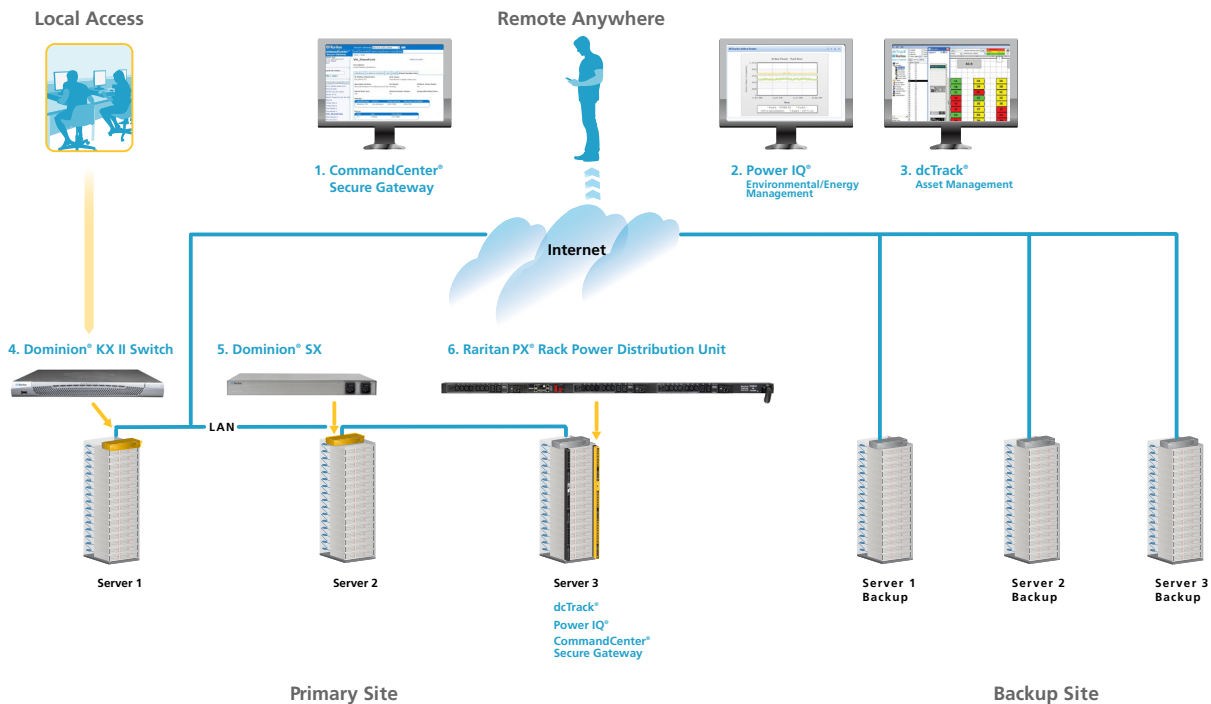 Local Access
Remote Anywhere
1. CommandCenter®
Secure Gateway
2. Power IQ®
Environmental/Energy
Management
3. dcTrack®
Asset Management
Internet
4. Dominion® KX II Switch
5. Dominion® SX
6. Raritan PX® Rack Power Distribution Unit
LAN
Server 1
Server 2
Server 3
Server 1
Backup
Server 2
Backup
Server 3
Backup
dcTrack®
Power IQ®
CommandCenter®
Secure Gateway
Primary Site
Backup Site